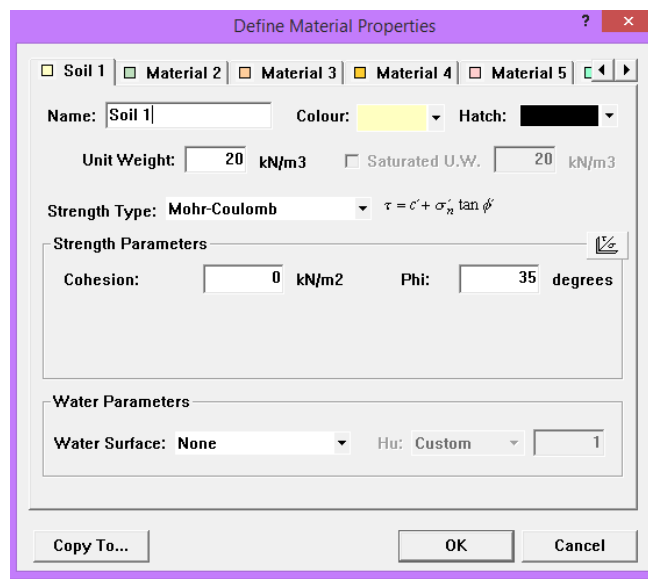 Define Material Properties ? ×
Soil 1 Material 2 Material 3 Material 4 Material 5
Name: Soil 1 Colour: Hatch:
Unit Weight: 20 kN/m3 Saturated U.W. 20 kN/m3
Strength Type: Mohr-Coulomb τ = c′ + σ′n tan ϕ′
Strength Parameters τ/σ
Cohesion: 0 kN/m2 Phi: 35 degrees
Water Parameters
Water Surface: None Hu: Custom 1
Copy To... OK Cancel